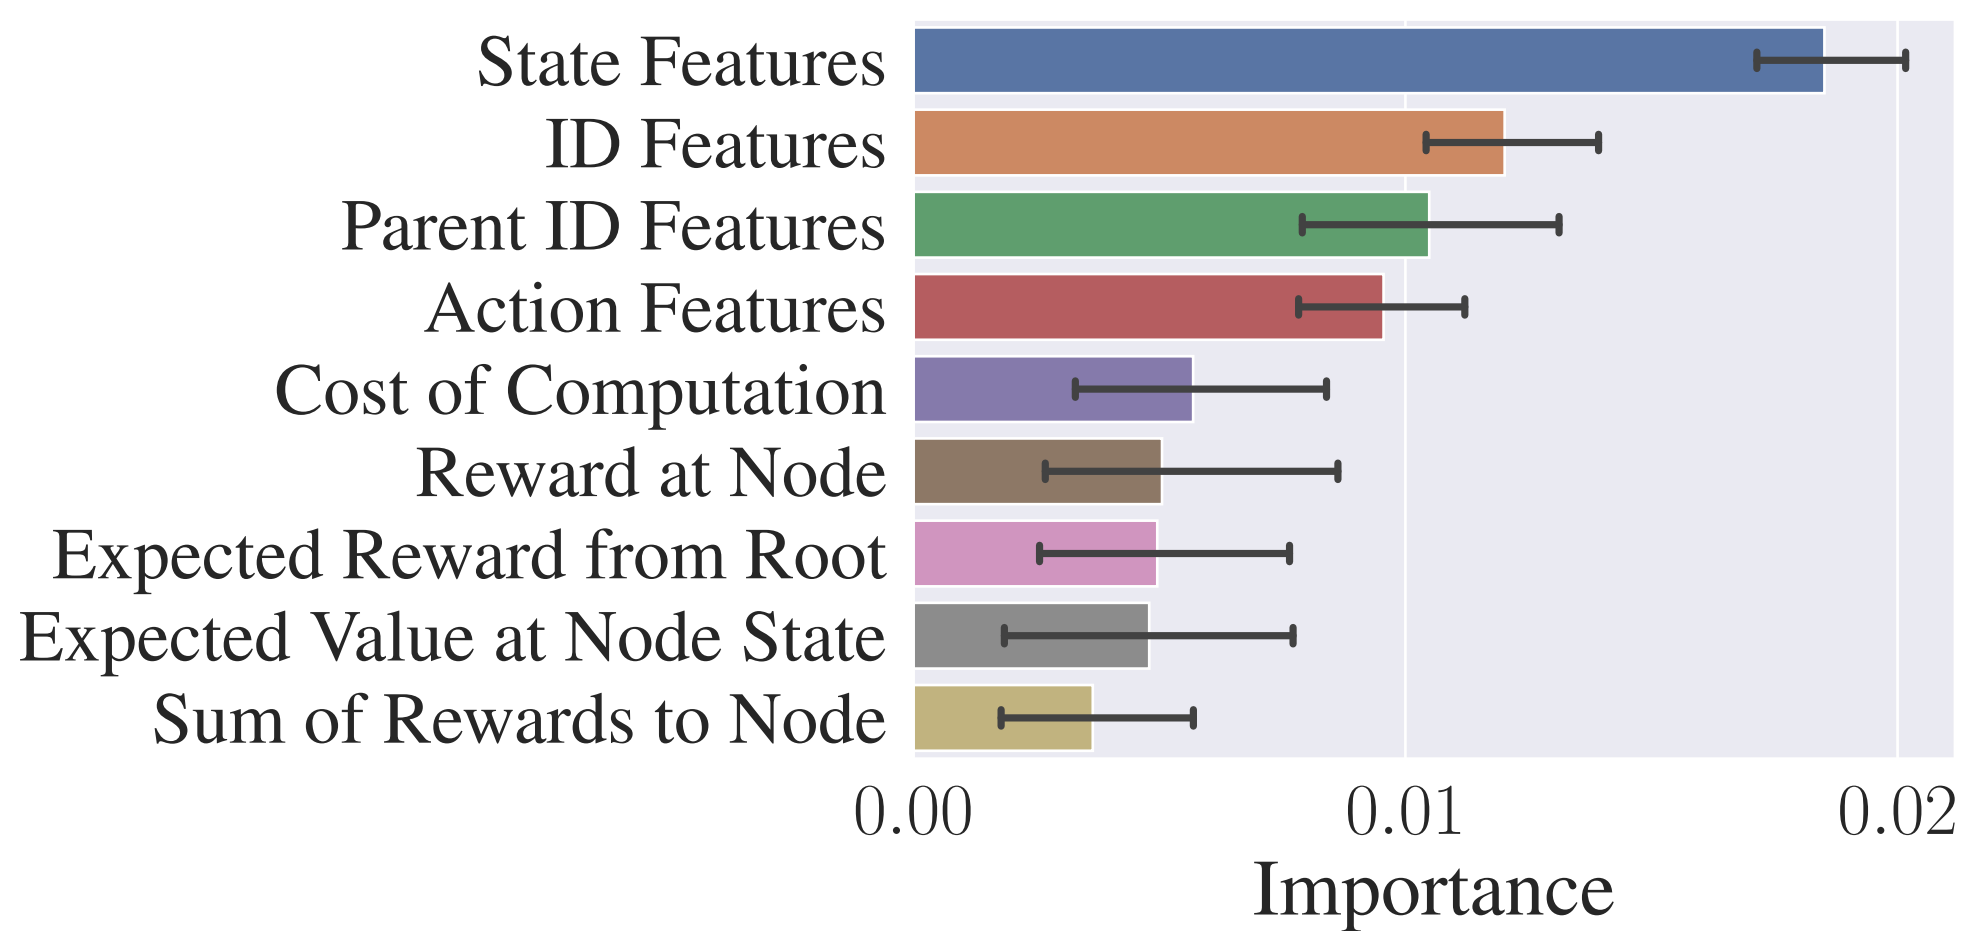 State Features
ID Features
Parent ID Features
Action Features
Cost of Computation
Reward at Node
Expected Reward from Root
Expected Value at Node State
Sum of Rewards to Node
0.00 0.01 0.02
Importance